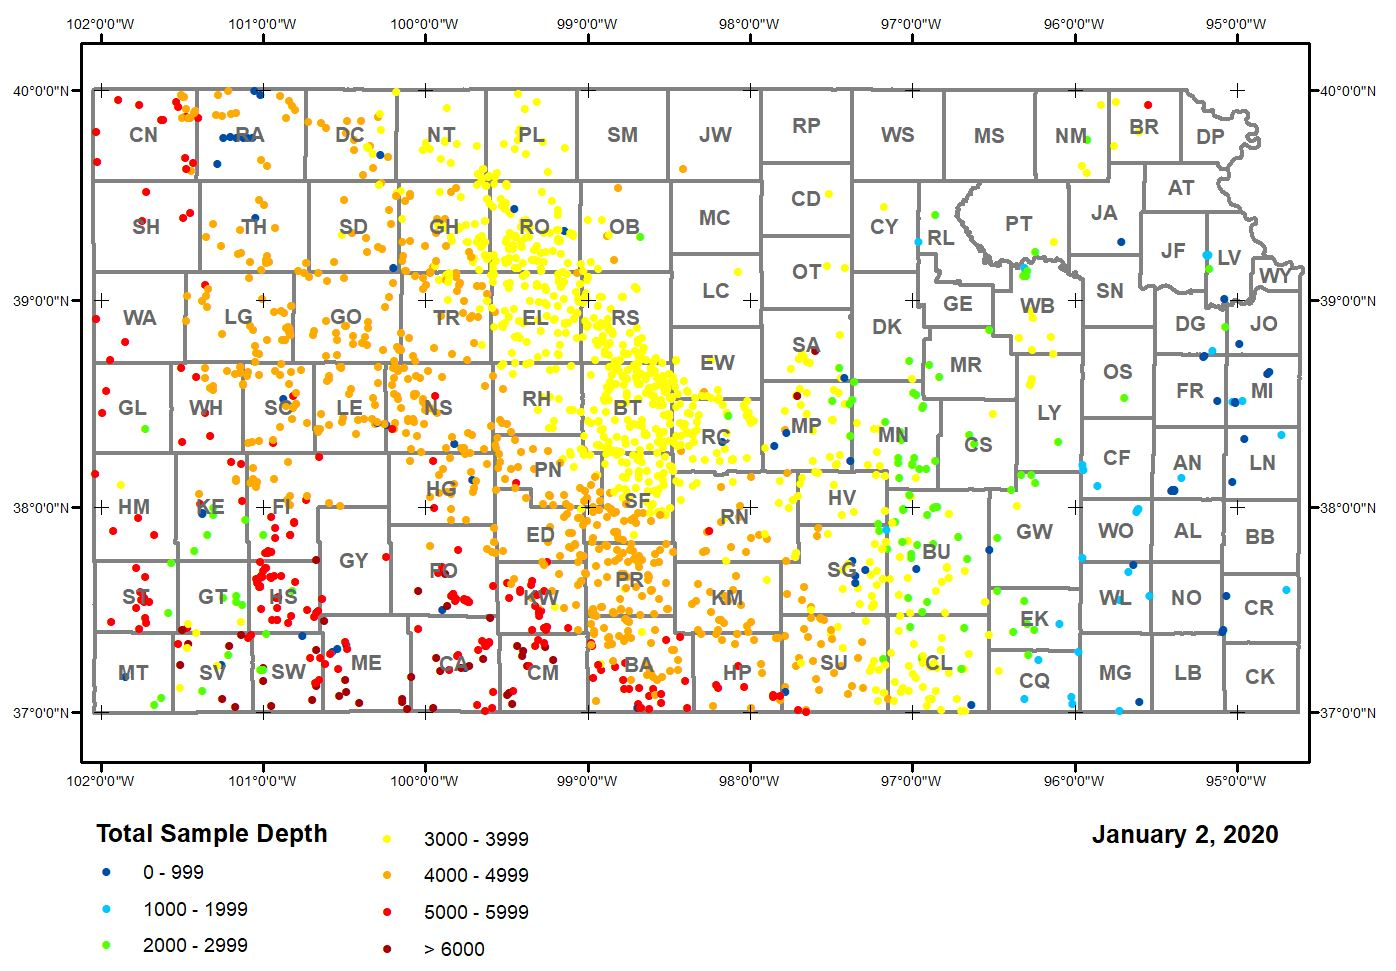 102°0'0"W 101°0'0"W 100°0'0"W 99°0'0"W 98°0'0"W 97°0'0"W 96°0'0"W 95°0'0"W
40°0'0"N 40°0'0"N
CN RA DC NT PL SM JW RP WS MS NM BR DP
SH TH SD GH RO OB MC CD CY RL PT JA AT
OT JF LV WY
39°0'0"N 39°0'0"N
WA LG GO TR EL RS LC DK GE WB SN DG JO
GL WH SC LE NS RH BT EW SA MR OS FR MI
RC MP MN CS LY
HM KE FI HG PN SF HV CF AN LN
38°0'0"N 38°0'0"N
ED RN BU GW WO AL BB
ST GT HS GY FO KW PR KM SG EK WL NO CR
MT SV SW ME CA CM BA HP SU CL CQ MG LB CK
37°0'0"N 37°0'0"N
102°0'0"W 101°0'0"W 100°0'0"W 99°0'0"W 98°0'0"W 97°0'0"W 96°0'0"W 95°0'0"W
Total Sample Depth
0 - 999
1000 - 1999
2000 - 2999
3000 - 3999
4000 - 4999
5000 - 5999
> 6000
January 2, 2020